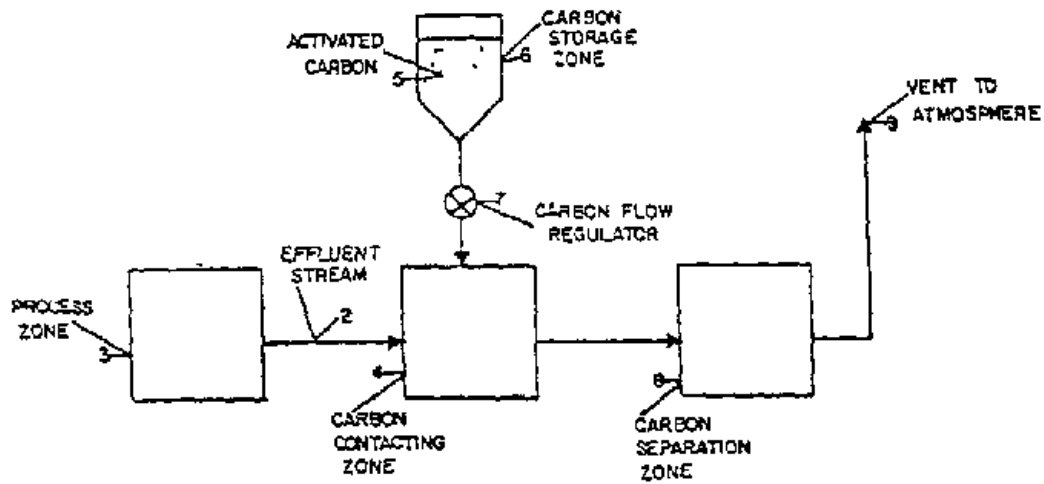 ACTIVATED
CARBON
5
CARBON
STORAGE
6
ZONE
VENT TO
ATMOSPHERE
9
7
CARBON FLOW
REGULATOR
EFFLUENT
STREAM
2
PROCESS
ZONE
3
4
CARBON
CONTACTING
ZONE
8
CARBON
SEPARATION
ZONE